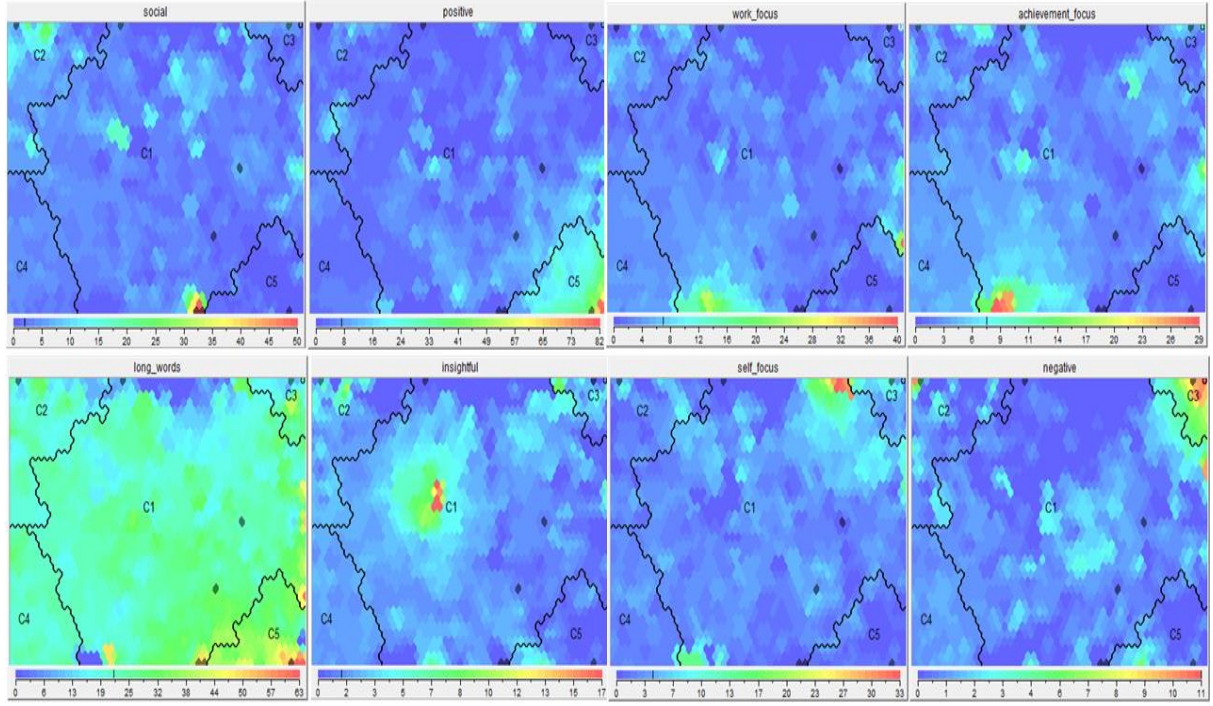 social
C2
C3
C1
C4
C5
0 5 10 15 20 25 30 35 40 45 50
positive
C2
C3
C1
C4
C5
0 8 16 24 33 41 49 57 65 73 82
work_focus
C2
C3
C1
C4
C5
0 4 8 12 16 20 24 28 32 36 40
achievement_focus
C2
C3
C1
C4
C5
0 3 6 9 11 14 17 20 23 26 29
long_words
C2
C3
C1
C4
C5
0 6 13 19 25 32 38 44 50 57 63
insightful
C2
C3
C1
C4
C5
0 2 3 5 7 8 10 12 13 15 17
self_focus
C2
C3
C1
C4
C5
0 3 7 10 13 17 20 23 27 30 33
negative
C2
C3
C1
C4
C5
0 1 2 3 4 5 7 8 9 10 11